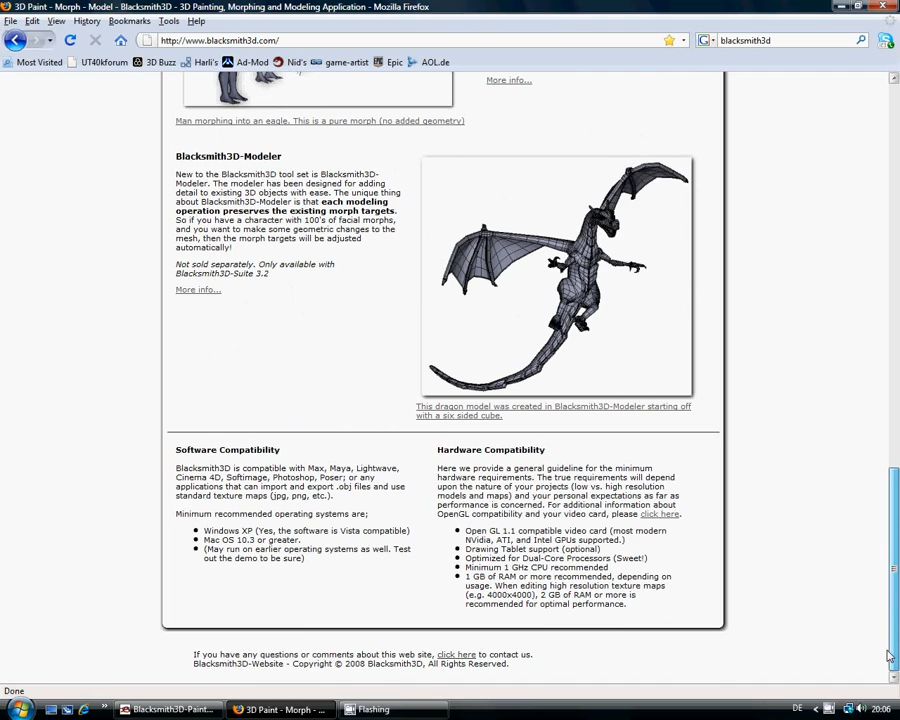 3D Paint - Morph - Model - Blacksmith3D - 3D Painting, Morphing and Modeling Application - Mozilla Firefox
File Edit View History Bookmarks Tools Help
http://www.blacksmith3d.com/ blacksmith3d
Most Visited UT40kforum 3D Buzz Harli's Ad-Mod Nid's game-artist Epic AOL.de
More info...
Man morphing into an eagle. This is a pure morph (no added geometry)
Blacksmith3D-Modeler
New to the Blacksmith3D tool set is Blacksmith3D-
Modeler. The modeler has been designed for adding
detail to existing 3D objects with ease. The unique thing
about Blacksmith3D-Modeler is that each modeling
operation preserves the existing morph targets.
So if you have a character with 100's of facial morphs,
and you want to make some geometric changes to the
mesh, then the morph targets will be adjusted
automatically!
Not sold separately. Only available with
Blacksmith3D-Suite 3.2
More info...
This dragon model was created in Blacksmith3D-Modeler starting off
with a six sided cube.
Software Compatibility
Blacksmith3D is compatible with Max, Maya, Lightwave,
Cinema 4D, Softimage, Photoshop, Poser; or any
applications that can import and export .obj files and use
standard texture maps (jpg, png, etc.).
Minimum recommended operating systems are;
Windows XP (Yes, the software is Vista compatible)
Mac OS 10.3 or greater.
(May run on earlier operating systems as well. Test
out the demo to be sure)
Hardware Compatibility
Here we provide a general guideline for the minimum
hardware requirements. The true requirements will depend
upon the nature of your projects (low vs. high resolution
models and maps) and your personal expectations as far as
performance is concerned. For additional information about
OpenGL compatibility and your video card, please click here.
Open GL 1.1 compatible video card (most modern
NVidia, ATI, and Intel GPUs supported.)
Drawing Tablet support (optional)
Optimized for Dual-Core Processors (Sweet!)
Minimum 1 GHz CPU recommended
1 GB of RAM or more recommended, depending on
usage. When editing high resolution texture maps
(e.g. 4000x4000), 2 GB of RAM or more is
recommended for optimal performance.
If you have any questions or comments about this web site, click here to contact us.
Blacksmith3D-Website - Copyright © 2008 Blacksmith3D, All Rights Reserved.
Done
Blacksmith3D-Paint... 3D Paint - Morph - ... Flashing DE 20:06